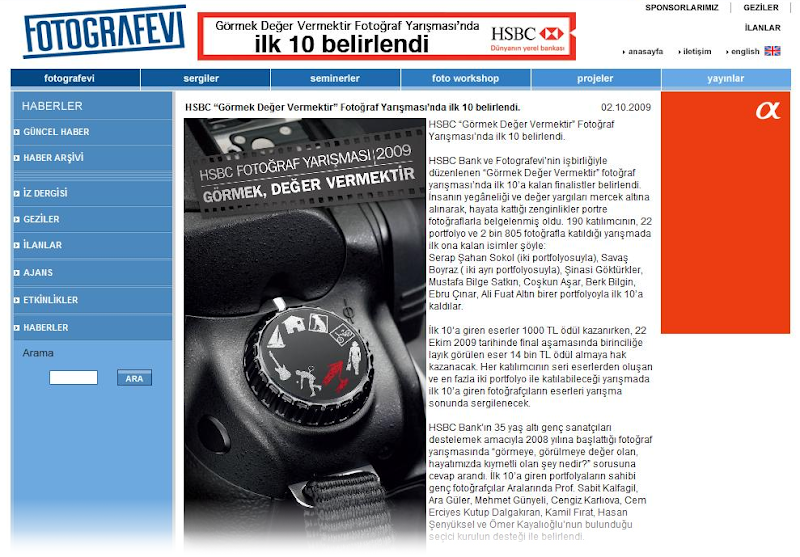 FOTOGRAFEVI
Görmek Değer Vermektir Fotoğraf Yarışması'nda
ilk 10 belirlendi
HSBC
Dünyanın yerel bankası
SPONSORLARIMIZ
GEZİLER
İLANLAR
anasayfa
iletişim
english
fotografevi
sergiler
seminerler
foto workshop
projeler
yayınlar
HABERLER
GÜNCEL HABER
HABER ARŞİVİ
İZ DERGİSİ
GEZİLER
İLANLAR
AJANS
ETKİNLİKLER
HABERLER
Arama
ARA
HSBC “Görmek Değer Vermektir” Fotoğraf Yarışması’nda ilk 10 belirlendi.
02.10.2009
HSBC FOTOĞRAF YARIŞMASI|2009
GÖRMEK, DEĞER VERMEKTİR
HSBC “Görmek Değer Vermektir” Fotoğraf
Yarışması’nda ilk 10 belirlendi.
HSBC Bank ve Fotografevi’nin işbirliğiyle
düzenlenen “Görmek Değer Vermektir” fotoğraf
yarışması’nda ilk 10’a kalan finalistler belirlendi.
İnsanın yegâneliği ve değer yargıları mercek altına
alınarak, hayata kattığı zenginlikler portre
fotoğraflarla belgelenmiş oldu. 190 katılımcının, 22
portfolyo ve 2 bin 805 fotoğrafla katıldığı yarışmada
ilk ona kalan isimler şöyle:
Serap Şahan Sokol (iki portfolyosuyla), Savaş
Boyraz ( iki ayrı portfolyosuyla), Şinasi Göktürkler,
Mustafa Bilge Satkın, Coşkun Aşar, Berk Bilgin,
Ebru Çınar, Ali Fuat Altın birer portfolyoyla ilk 10’a
kaldılar.
İlk 10’a giren eserler 1000 TL ödül kazanırken, 22
Ekim 2009 tarihinde final aşamasında birinciliğe
layık görülen eser 14 bin TL ödül almaya hak
kazanacak. Her katılımcının seri eserlerden oluşan
ve en fazla iki portfolyo ile katılabileceği yarışmada
ilk 10’a giren fotoğrafçıların eserleri yarışma
sonunda sergilenecek.
HSBC Bank’ın 35 yaş altı genç sanatçıları
destelemek amacıyla 2008 yılına başlattığı fotoğraf
yarışmasında “görmeye, görülmeye değer olan,
hayatımızda kıymetli olan şey nedir?” sorusuna
cevap arandı. İlk 10’a giren portfolyaların sahibi
genç fotoğrafçılar Aralarında Prof. Sabit Kalfagil,
Ara Güler, Mehmet Günyeli, Cengiz Karlıova, Cem
Erciyes Kutup Dalgakıran, Kamil Fırat, Hasan
Şenyüksel ve Ömer Kayalıoğlu’nun bulunduğu
seçici kurulun desteği ile belirlendi.